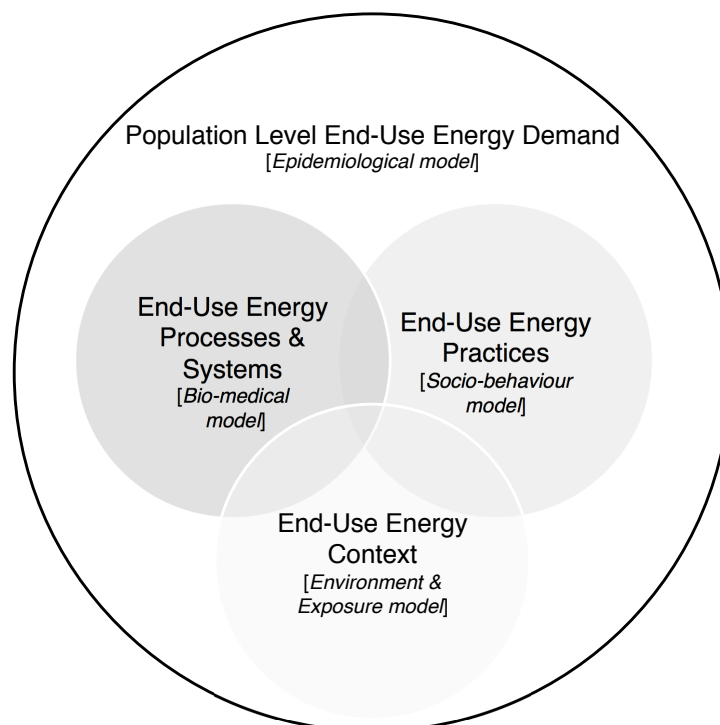 Population Level End-Use Energy Demand
[Epidemiological model]
End-Use Energy
Processes &
Systems
[Bio-medical
model]
End-Use Energy
Practices
[Socio-behaviour
model]
End-Use Energy
Context
[Environment &
Exposure model]